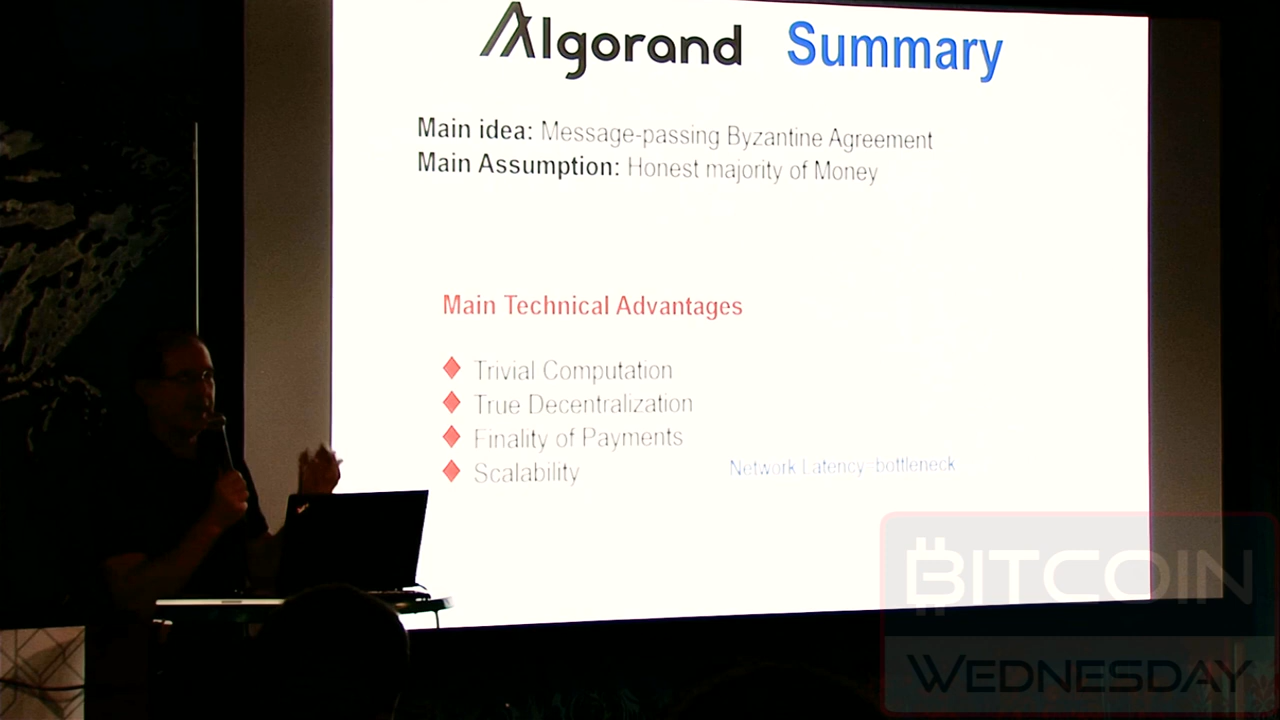 Algorand Summary
Main idea: Message-passing Byzantine Agreement
Main Assumption: Honest majority of Money
Main Technical Advantages
Trivial Computation
True Decentralization
Finality of Payments
Scalability Network Latency bottleneck
BITCOIN
WEDNESDAY